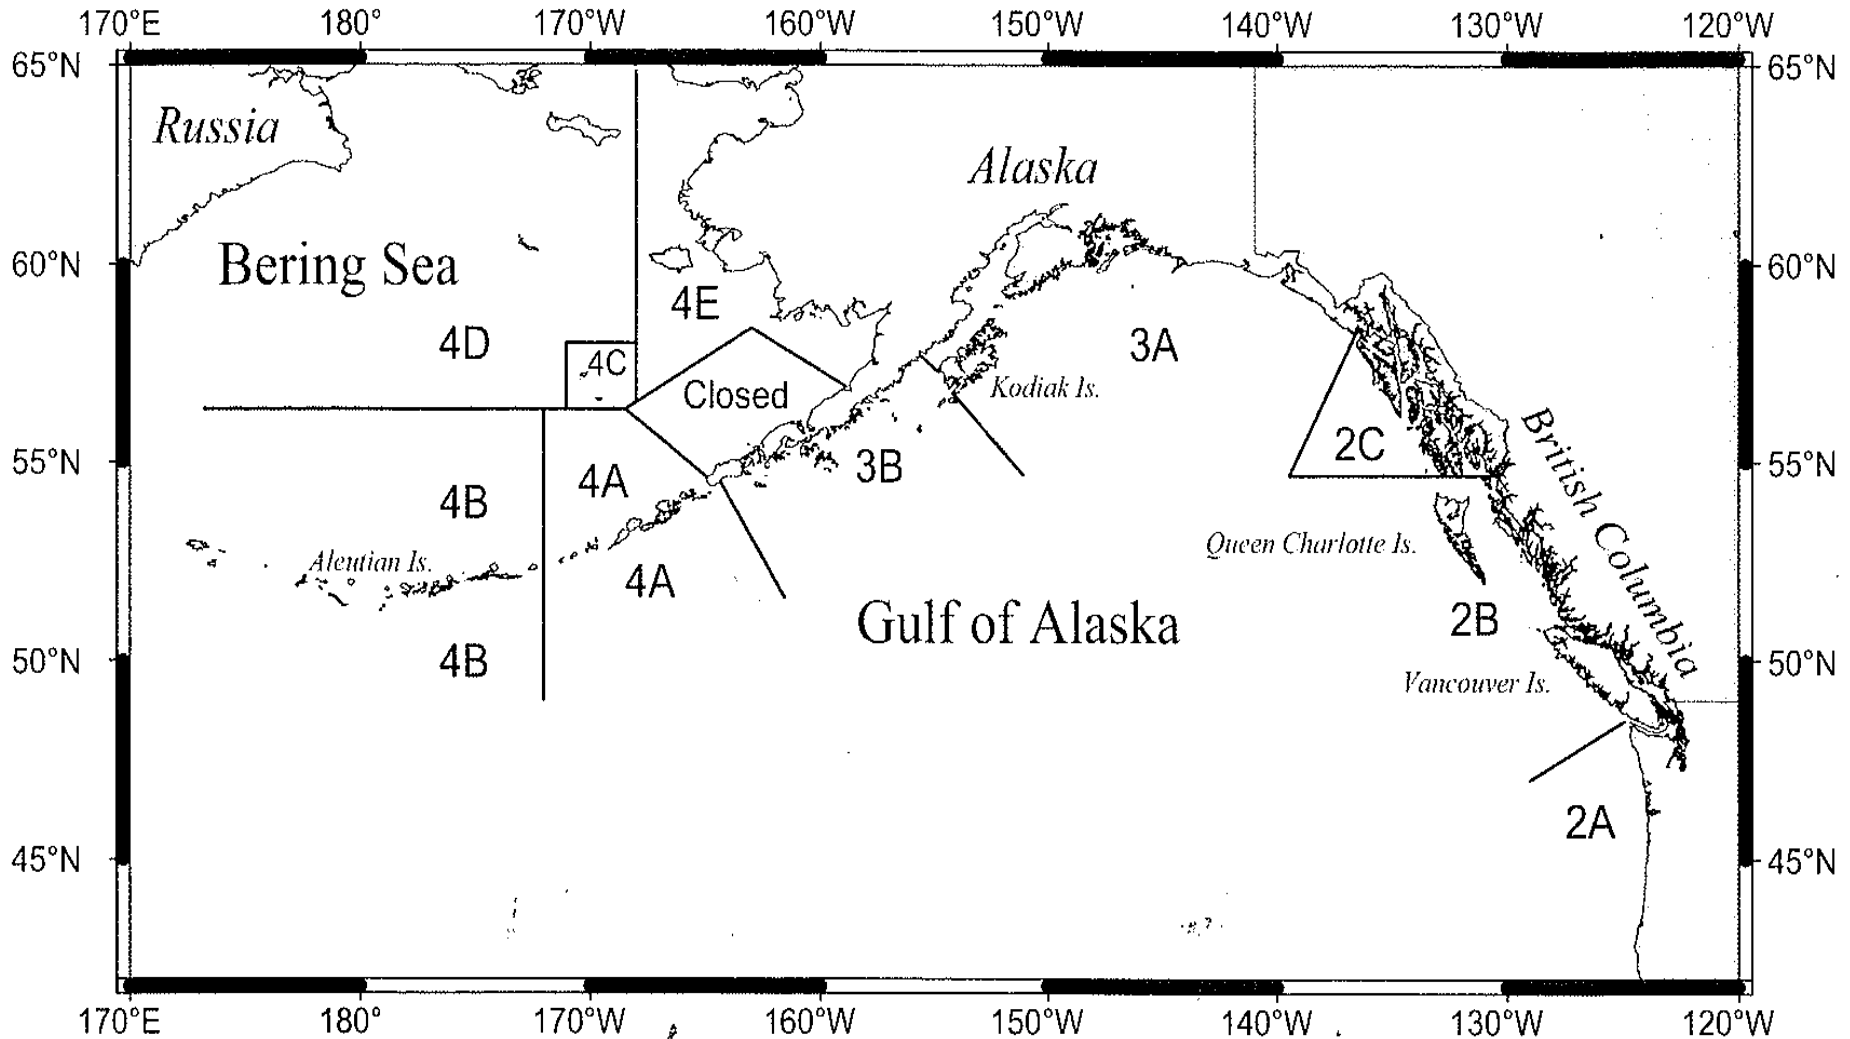 170°E 180° 170°W 160°W 150°W 140°W 130°W 120°W
65°N 65°N
Russia
Alaska
60°N Bering Sea 60°N
4E
4D 4C 3A
Closed Kodiak Is.
British Columbia
55°N 4A 3B 2C 55°N
4B
Aleutian Is. Queen Charlotte Is.
4A
Gulf of Alaska 2B
50°N 4B 50°N
Vancouver Is.
2A
45°N 45°N
170°E 180° 170°W 160°W 150°W 140°W 130°W 120°W